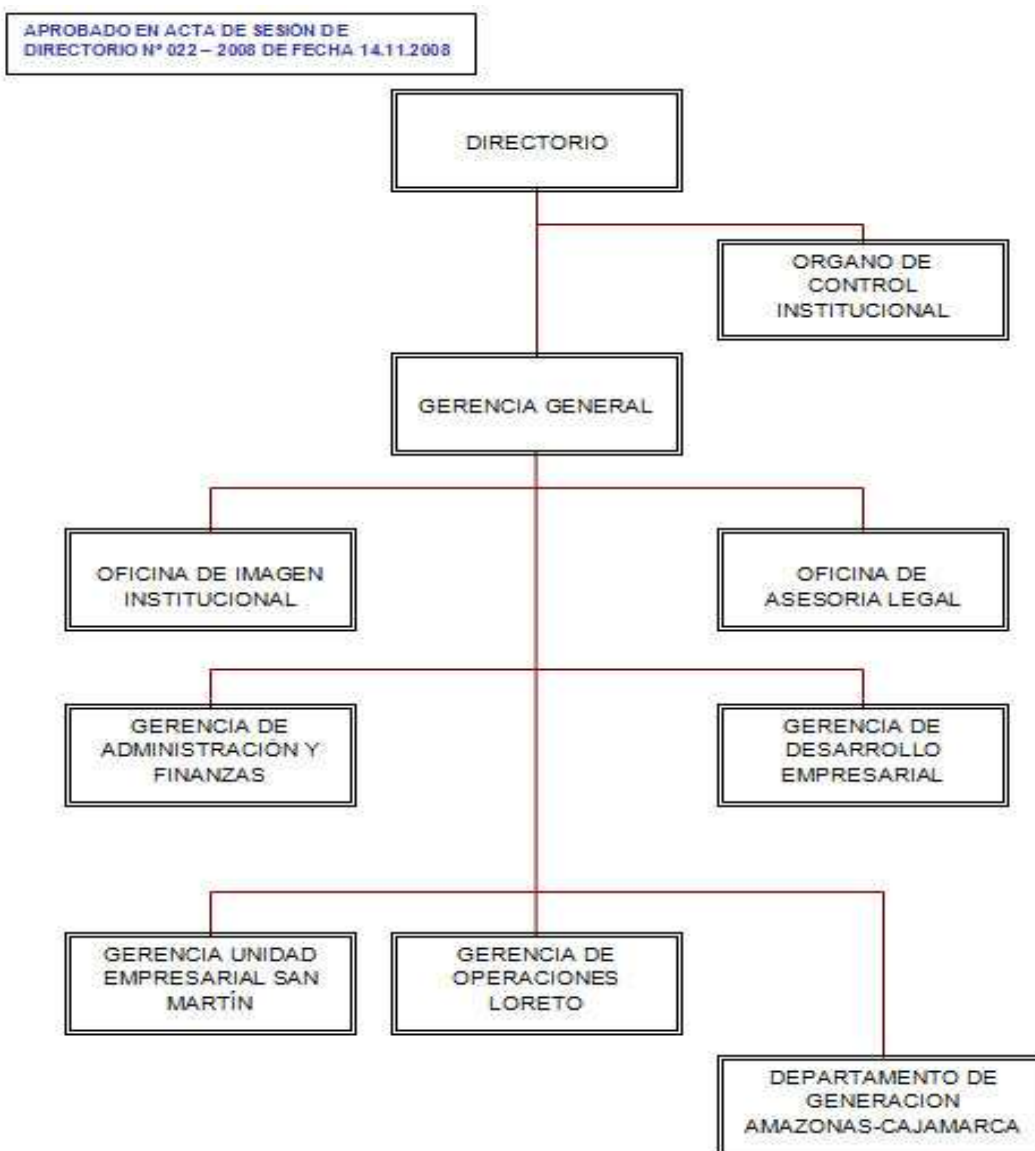 APROBADO EN ACTA DE SESIÓN DE
DIRECTORIO Nº 022 – 2008 DE FECHA 14.11.2008
DIRECTORIO
ORGANO DE
CONTROL
INSTITUCIONAL
GERENCIA GENERAL
OFICINA DE IMAGEN
INSTITUCIONAL
OFICINA DE
ASESORIA LEGAL
GERENCIA DE
ADMINISTRACIÓN Y
FINANZAS
GERENCIA DE
DESARROLLO
EMPRESARIAL
GERENCIA UNIDAD
EMPRESARIAL SAN
MARTÍN
GERENCIA DE
OPERACIONES
LORETO
DEPARTAMENTO DE
GENERACION
AMAZONAS-CAJAMARCA